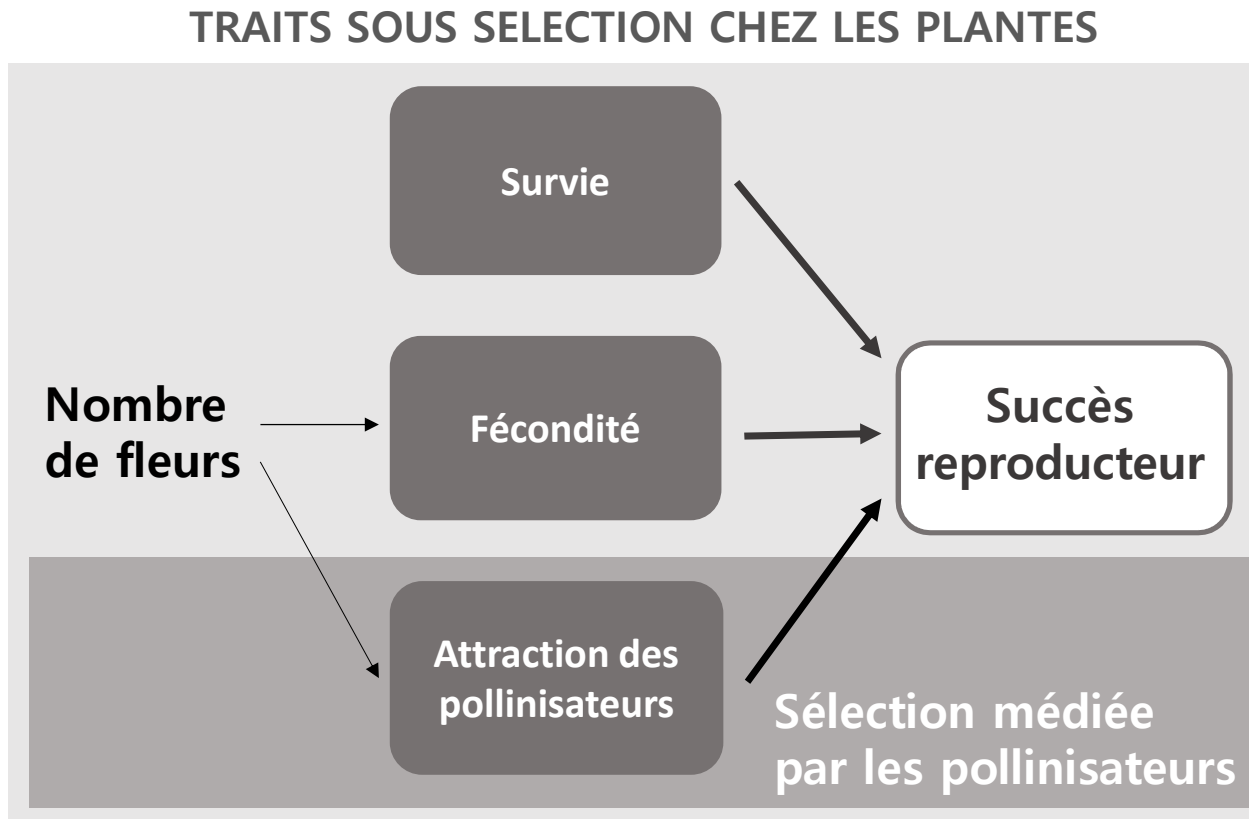 TRAITS SOUS SELECTION CHEZ LES PLANTES
Survie
Nombre
de fleurs
Fécondité
Succès
reproducteur
Attraction des
pollinisateurs
Sélection médiée
par les pollinisateurs